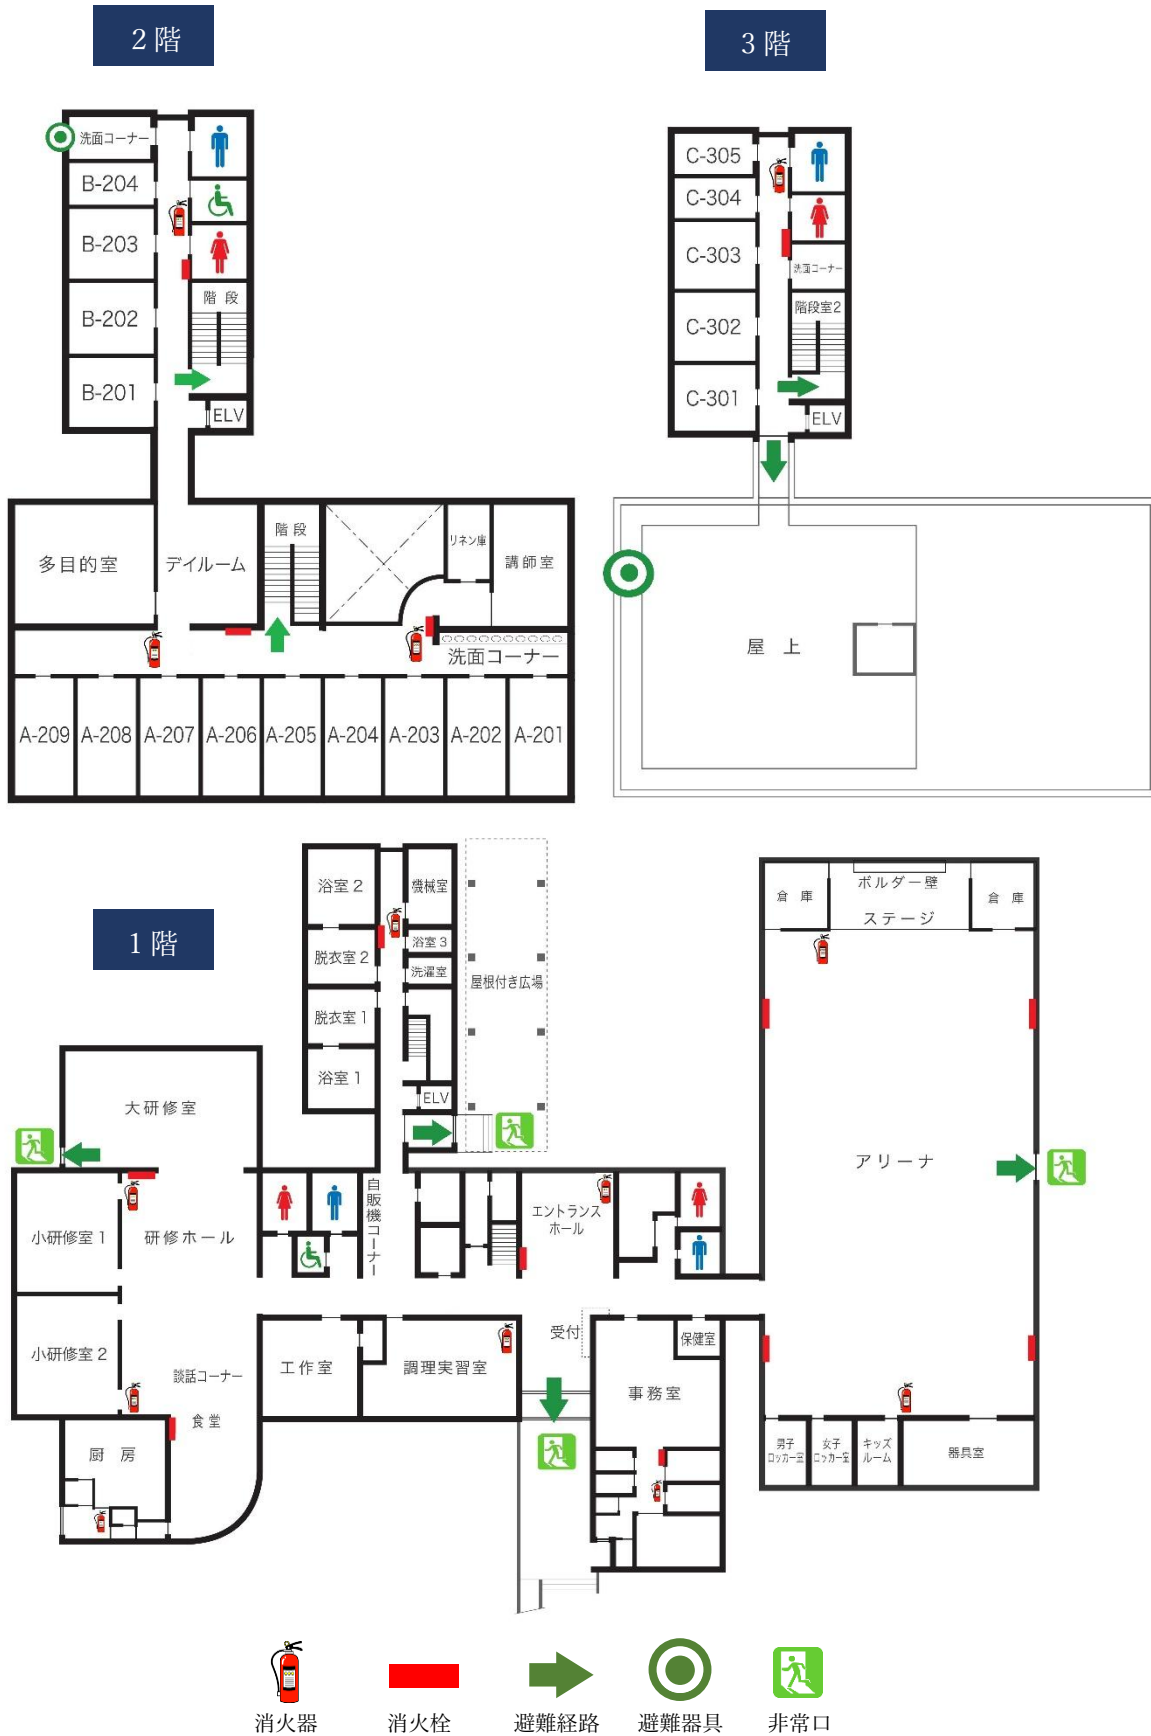 2階
洗面コーナー
B-204
B-203
B-202
B-201
階段
ELV
多目的室
デイルーム
階段
リネン庫
講師室
洗面コーナー
A-209
A-208
A-207
A-206
A-205
A-204
A-203
A-202
A-201
3階
C-305
C-304
C-303
C-302
C-301
洗面コーナー
階段室2
ELV
屋上
1階
浴室2
脱衣室2
脱衣室1
浴室1
機械室
浴室3
洗濯室
ELV
屋根付き広場
大研修室
小研修室1
小研修室2
研修ホール
談話コーナー
食堂
厨房
自販機コーナー
エントランス
ホール
工作室
調理実習室
受付
事務室
保健室
倉庫
ボルダー壁
ステージ
倉庫
アリーナ
男子
ロッカー室
女子
ロッカー室
キッズ
ルーム
器具室
消火器
消火栓
避難経路
避難器具
非常口